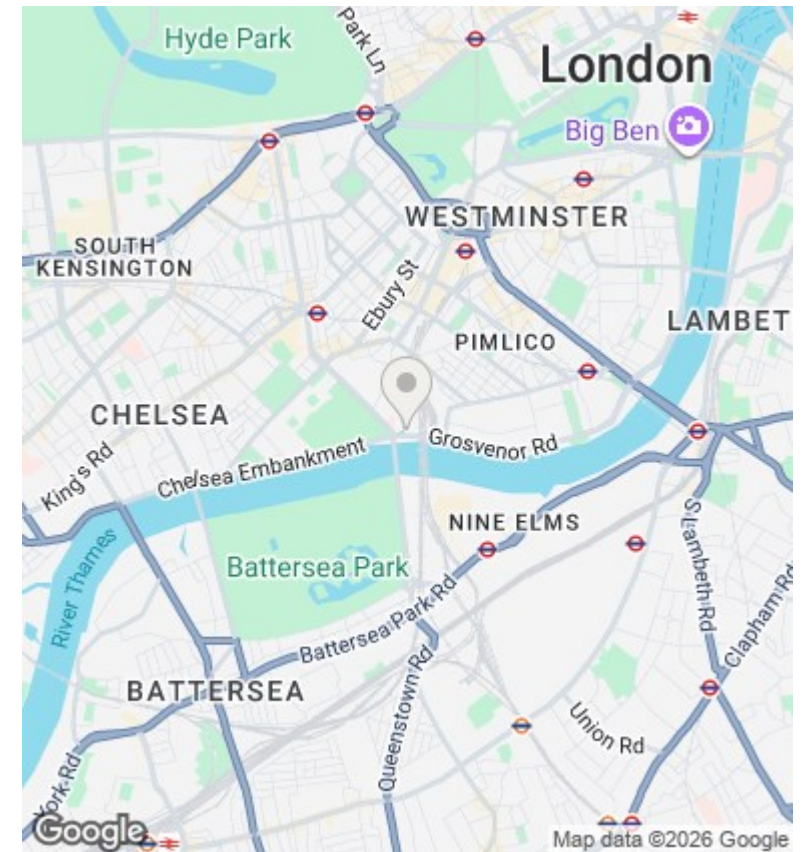 Hyde Park
Park Ln
London
Big Ben
WESTMINSTER
SOUTH
KENSINGTON
Ebury St
PIMLICO
LAMBET
CHELSEA
King's Rd
Chelsea Embankment
Grosvenor Rd
NINE ELMS
S Lambeth Rd
Battersea Park
River Thames
Clapham Rd
Battersea Park Rd
BATTERSEA
Queenstown Rd
Union Rd
York Rd
Google
Map data ©2026 Google